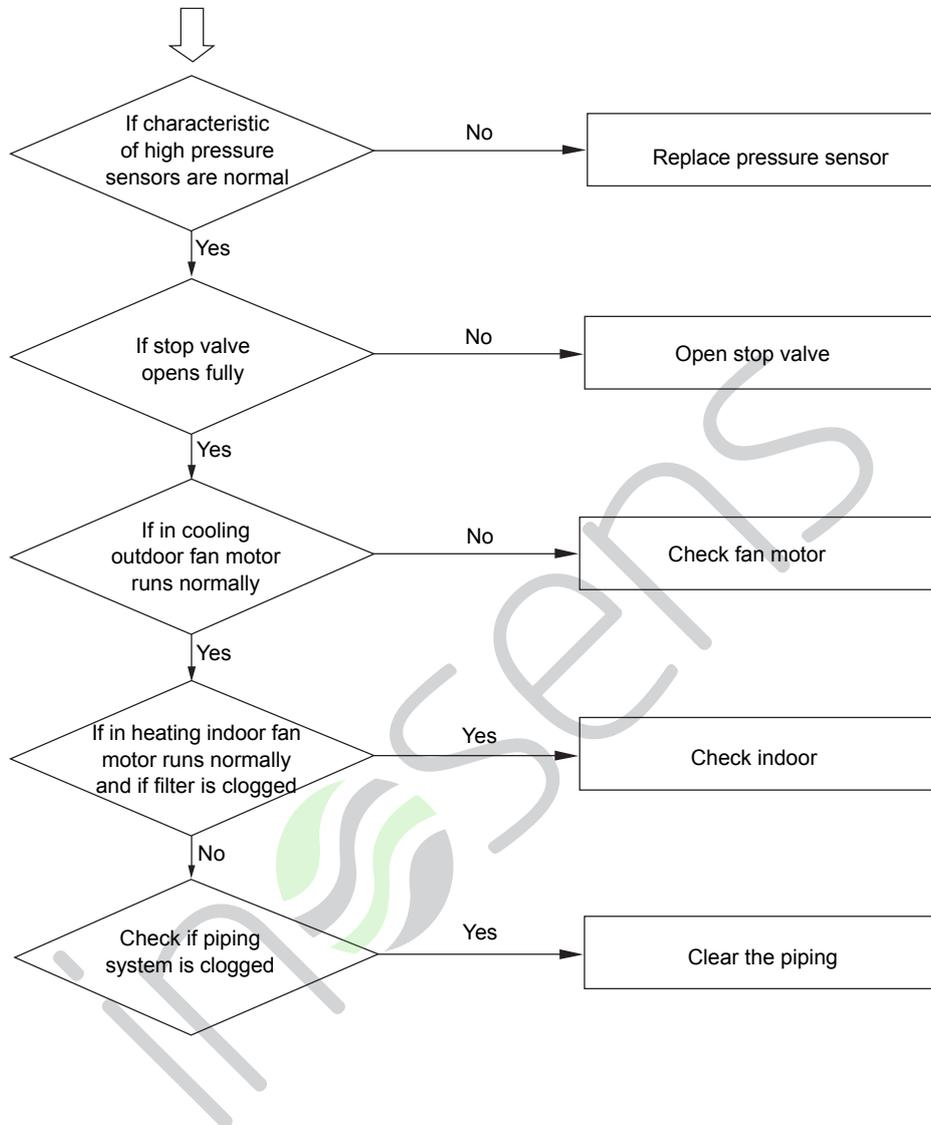 If characteristic
of high pressure
sensors are normal
No
Replace pressure sensor
Yes
If stop valve
opens fully
No
Open stop valve
Yes
If in cooling
outdoor fan motor
runs normally
No
Check fan motor
Yes
If in heating indoor fan
motor runs normally
and if filter is clogged
Yes
Check indoor
No
Check if piping
system is clogged
Yes
Clear the piping
insens